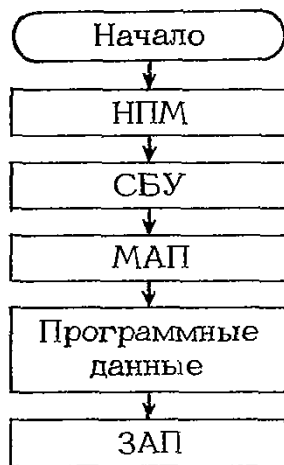 Начало
НПМ
СБУ
МАП
Программные
данные
ЗАП